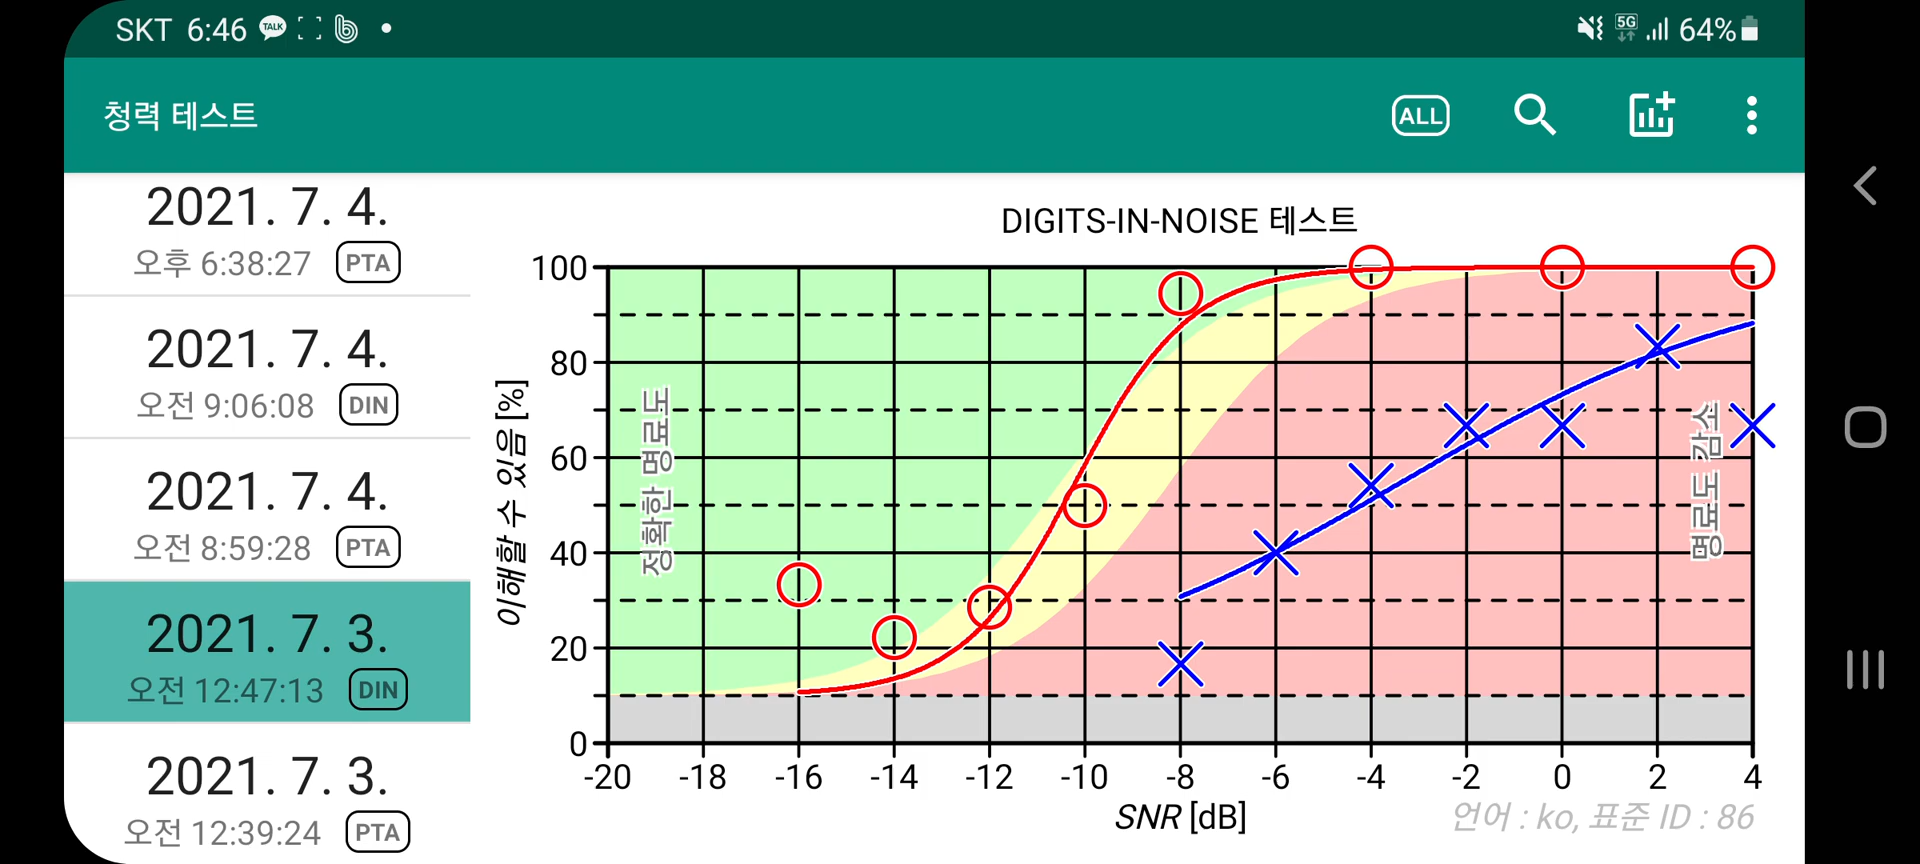 SKT 6:46 TALK 5G 64%
청력 테스트 ALL
2021. 7. 4.
오후 6:38:27 PTA
2021. 7. 4.
오전 9:06:08 DIN
2021. 7. 4.
오전 8:59:28 PTA
2021. 7. 3.
오전 12:47:13 DIN
2021. 7. 3.
오전 12:39:24 PTA
DIGITS-IN-NOISE 테스트
이해할 수 있음 [%]
100
80
60
40
20
0
정확한 명료도
명료도 감소
-20 -18 -16 -14 -12 -10 -8 -6 -4 -2 0 2 4
SNR [dB]
언어 : ko, 표준 ID : 86